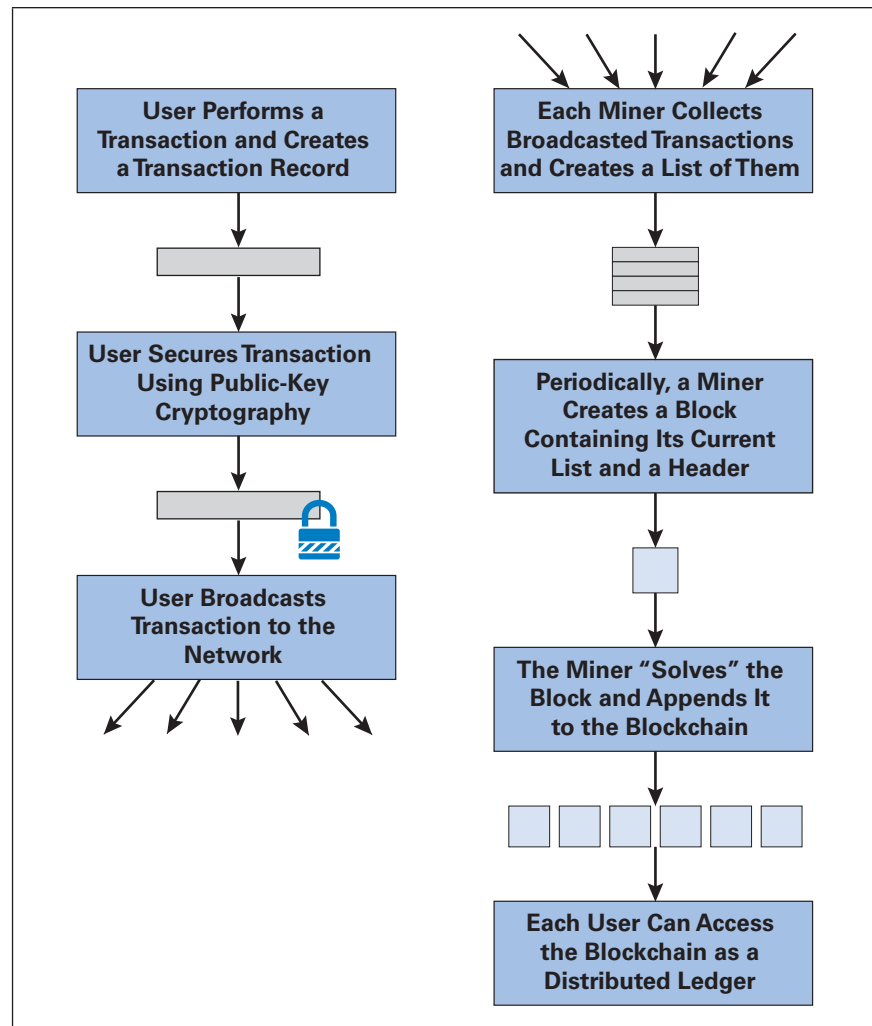 User Performs a
Transaction and Creates
a Transaction Record
User Secures Transaction
Using Public-Key
Cryptography
User Broadcasts
Transaction to the
Network
Each Miner Collects
Broadcasted Transactions
and Creates a List of Them
Periodically, a Miner
Creates a Block
Containing Its Current
List and a Header
The Miner “Solves” the
Block and Appends It
to the Blockchain
Each User Can Access
the Blockchain as a
Distributed Ledger